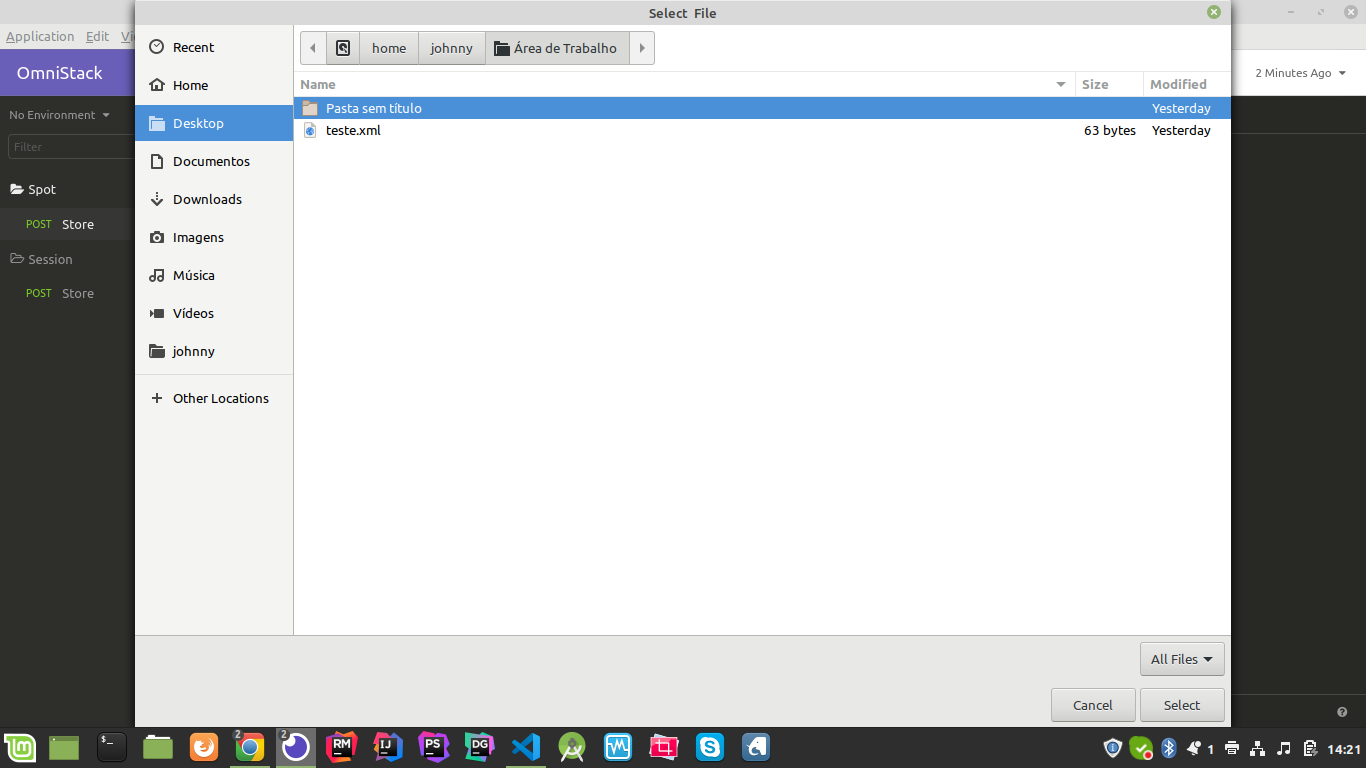 Select File
Application Edit Vi
OmniStack
2 Minutes Ago
No Environment
Filter
Spot
POST Store
Session
POST Store
Recent
Home
Desktop
Documentos
Downloads
Imagens
Música
Vídeos
johnny
Other Locations
home johnny Área de Trabalho
Name Size Modified
Pasta sem título Yesterday
teste.xml 63 bytes Yesterday
All Files
Cancel Select
2 2 RM IJ PS DG 1 14:21